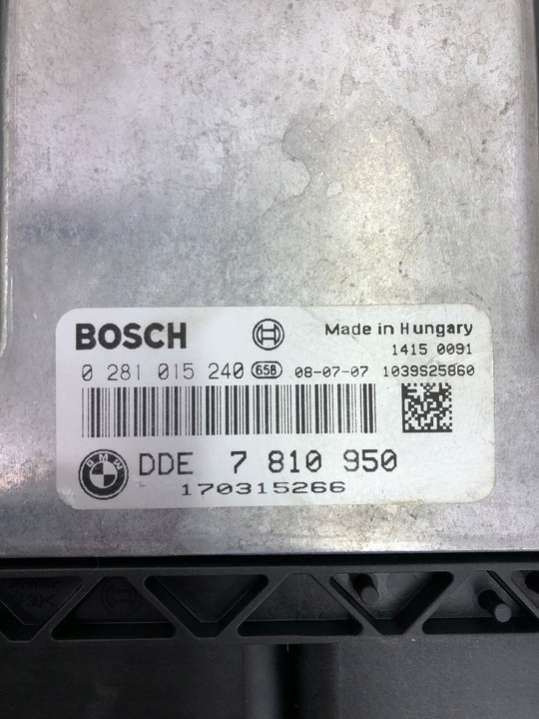 BOSCH Made in Hungary
1415 0091
0 281 015 240 658 08-07-07 1039S25860
BMW DDE 7 810 950
170315266